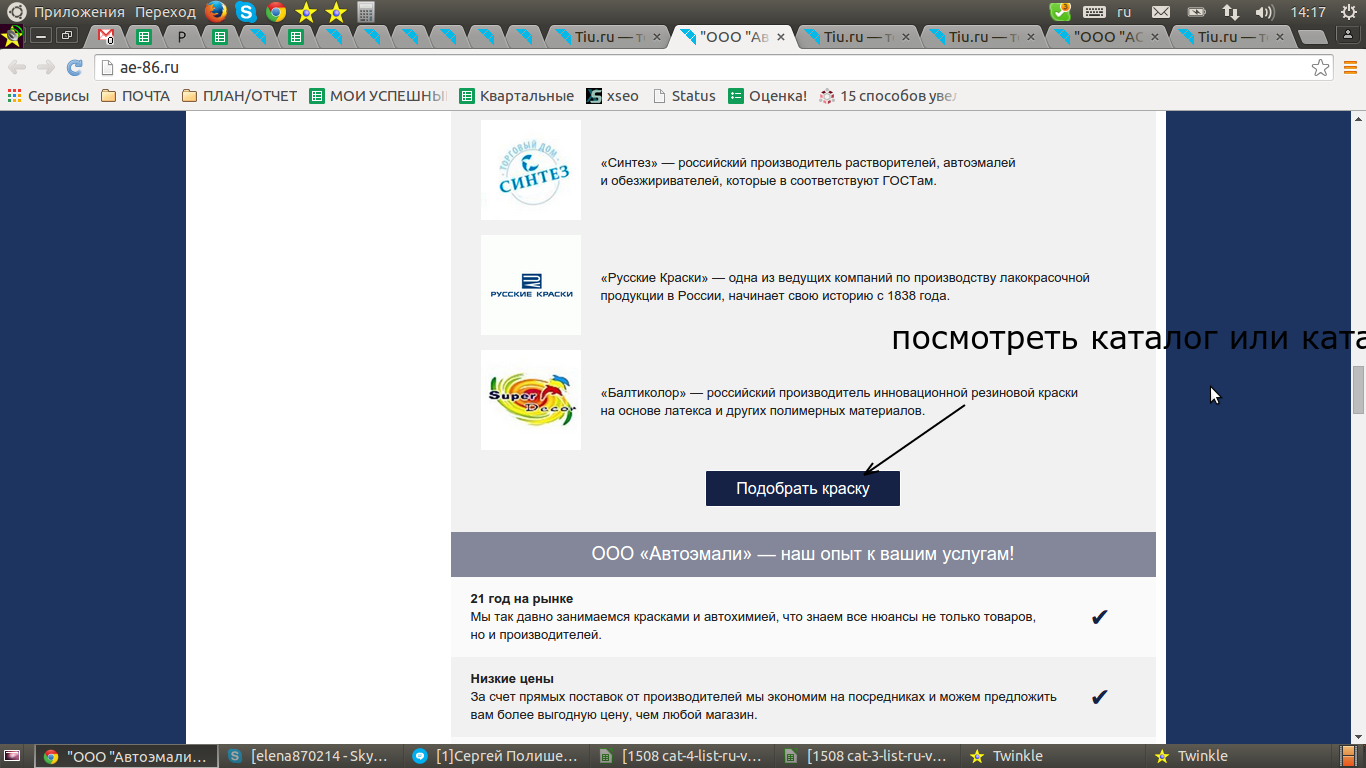 Приложения Переход ru 14:17
0 P Tiu.ru — то "ООО "Ав Tiu.ru — то Tiu.ru — то "ООО "АС Tiu.ru — то
ae-86.ru
Сервисы ПОЧТА ПЛАН/ОТЧЕТ МОИ УСПЕШНЫ Квартальные xseo Status Оценка! 15 способов уве
ТОРГОВЫЙ ДОМ
СИНТЕЗ
«Синтез» — российский производитель растворителей, автоэмалей
и обезжиривателей, которые в соответствуют ГОСТам.
РУССКИЕ КРАСКИ
«Русские Краски» — одна из ведущих компаний по производству лакокрасочной
продукции в России, начинает свою историю с 1838 года.
посмотреть каталог или ката
Super Decor
«Балтиколор» — российский производитель инновационной резиновой краски
на основе латекса и других полимерных материалов.
Подобрать краску
ООО «Автоэмали» — наш опыт к вашим услугам!
21 год на рынке
Мы так давно занимаемся красками и автохимией, что знаем все нюансы не только товаров,
но и производителей.
Низкие цены
За счет прямых поставок от производителей мы экономим на посредниках и можем предложить
вам более выгодную цену, чем любой магазин.
"ООО "Автоэмали… [elena870214 - Sky… [1]Сергей Полише… [1508 cat-4-list-ru-v… [1508 cat-3-list-ru-v… Twinkle Twinkle